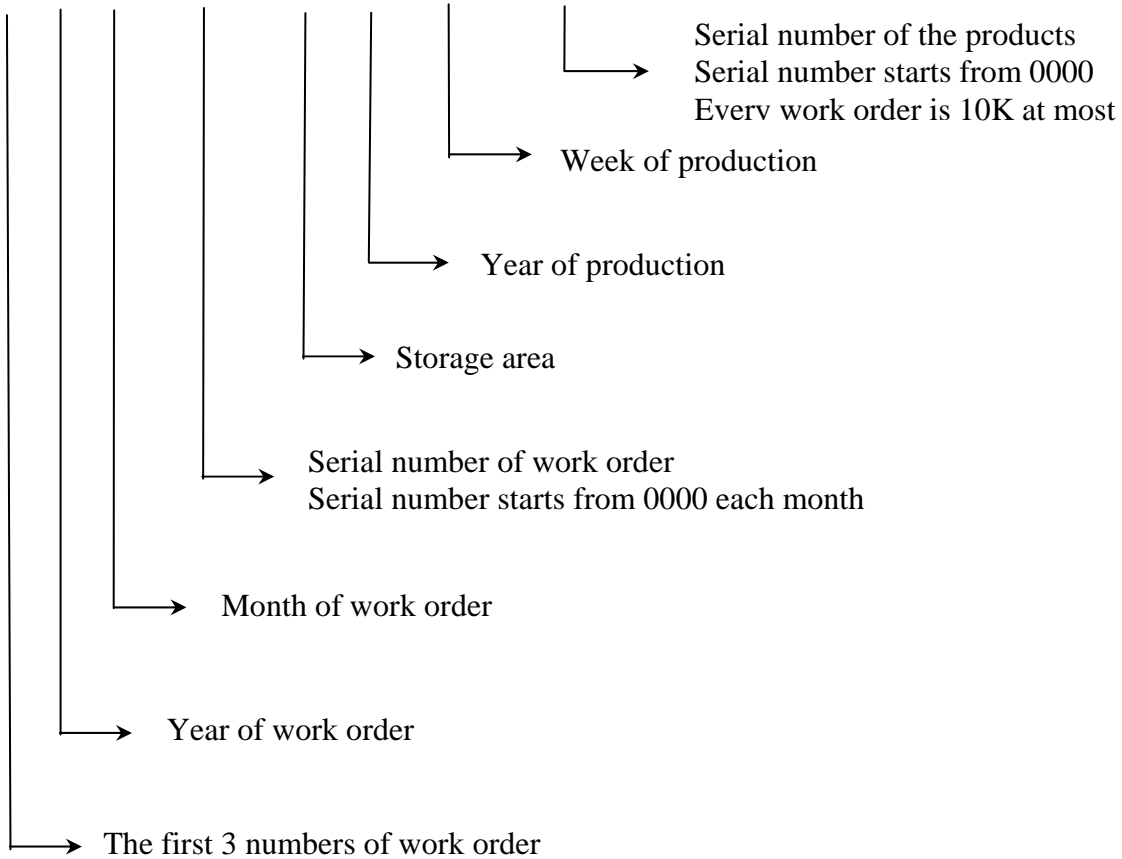 Serial number of the products
Serial number starts from 0000
Everv work order is 10K at most
Week of production
Year of production
Storage area
Serial number of work order
Serial number starts from 0000 each month
Month of work order
Year of work order
The first 3 numbers of work order